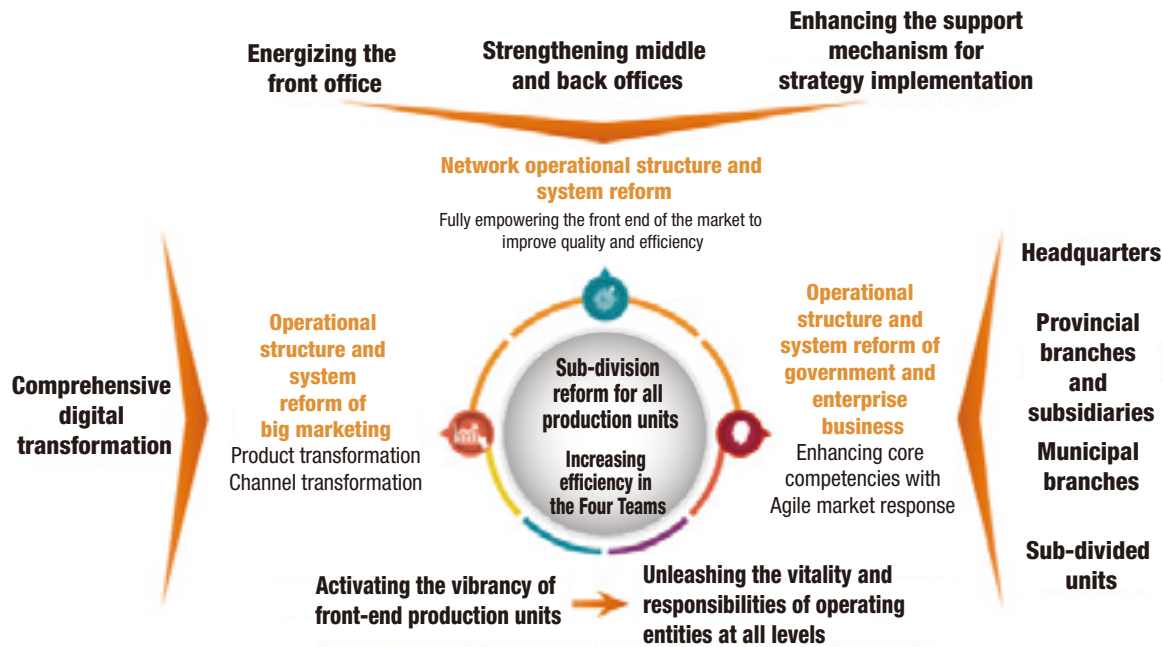 Energizing the
front office
Strengthening middle
and back offices
Enhancing the support
mechanism for
strategy implementation
Network operational structure and
system reform
Fully empowering the front end of the market to
improve quality and efficiency
Comprehensive
digital
transformation
Operational
structure and
system
reform of
big marketing
Product transformation
Channel transformation
Sub-division
reform for all
production units
Increasing
efficiency in
the Four Teams
Operational
structure and
system reform of
government and
enterprise
business
Enhancing core
competencies with
Agile market response
Headquarters
Provincial
branches
and
subsidiaries
Municipal
branches
Sub-divided
units
Activating the vibrancy of
front-end production units
Unleashing the vitality and
responsibilities of operating
entities at all levels